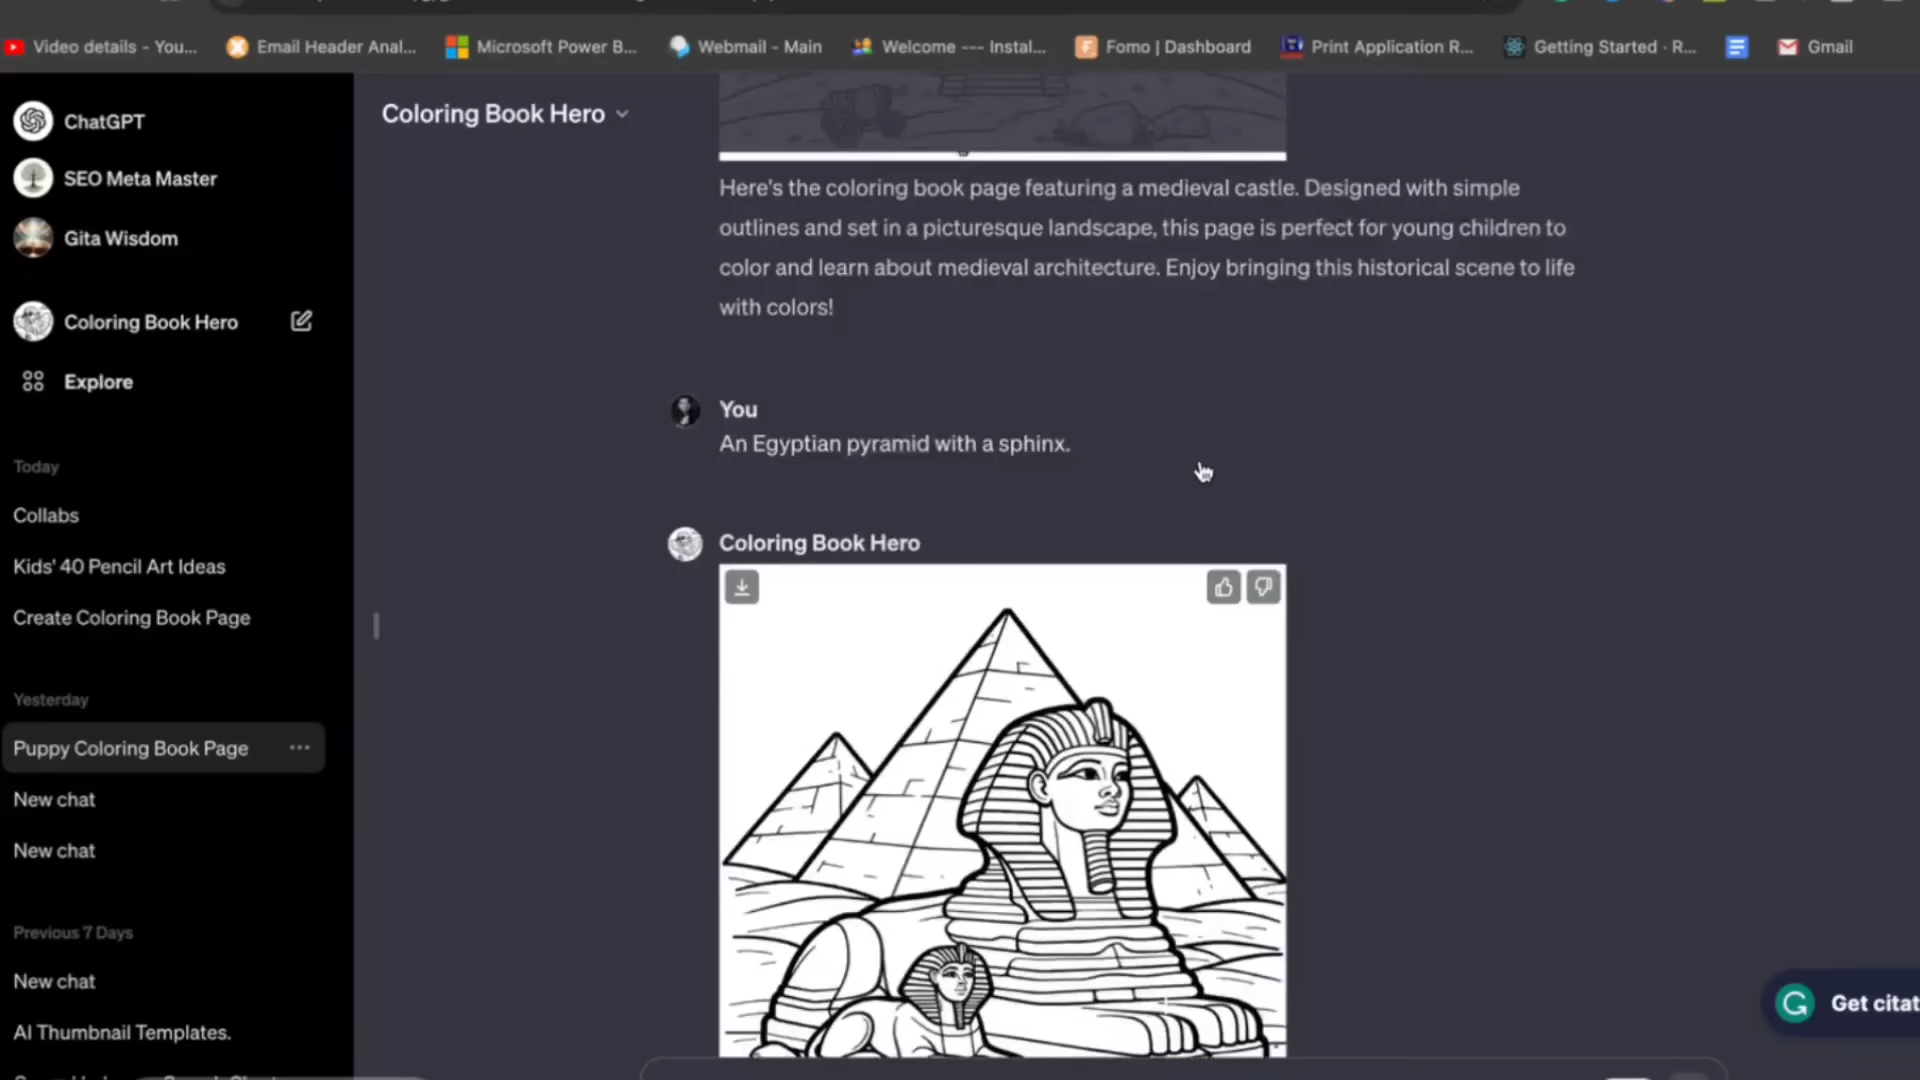 Video details - You...
Email Header Anal...
Microsoft Power B...
Webmail - Main
Welcome --- Instal...
Fomo | Dashboard
Print Application R...
Getting Started · R...
Gmail
ChatGPT
SEO Meta Master
Gita Wisdom
Coloring Book Hero
Explore
Today
Collabs
Kids' 40 Pencil Art Ideas
Create Coloring Book Page
Yesterday
Puppy Coloring Book Page
New chat
New chat
Previous 7 Days
New chat
AI Thumbnail Templates.
Coloring Book Hero
Here's the coloring book page featuring a medieval castle. Designed with simple
outlines and set in a picturesque landscape, this page is perfect for young children to
color and learn about medieval architecture. Enjoy bringing this historical scene to life
with colors!
You
An Egyptian pyramid with a sphinx.
Coloring Book Hero
Get citat